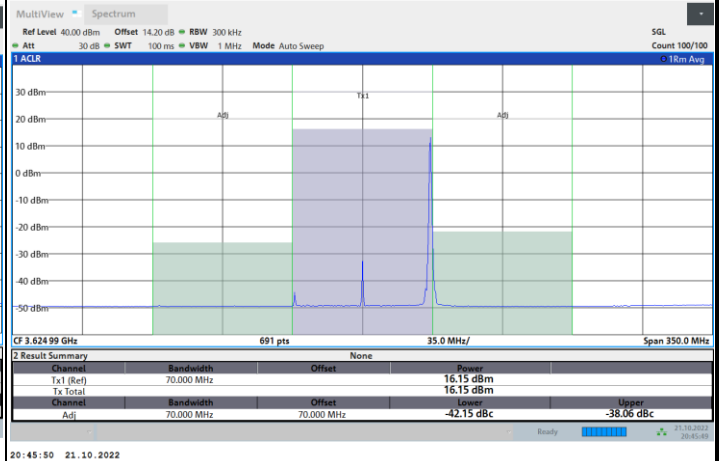 MultiView Spectrum
Ref Level 40.00 dBm Offset 14.20 dB RBW 300 kHz SGL
Att 30 dB SWT 100 ms VBW 1 MHz Mode Auto Sweep Count 100/100
1 ACLR 1Rm Avg
30 dBm
Tx1
20 dBm
Adj Adj
10 dBm
0 dBm
-10 dBm
-20 dBm
-30 dBm
-40 dBm
-50 dBm
CF 3.624 99 GHz 691 pts 35.0 MHz/ Span 350.0 MHz
2 Result Summary None
Channel Bandwidth Offset Power
Tx1 (Ref) 70.000 MHz 16.15 dBm
Tx Total 16.15 dBm
Channel Bandwidth Offset Lower Upper
Adj 70.000 MHz 70.000 MHz -42.15 dBc -38.06 dBc
Ready 21.10.2022
20:45:49
20:45:50 21.10.2022